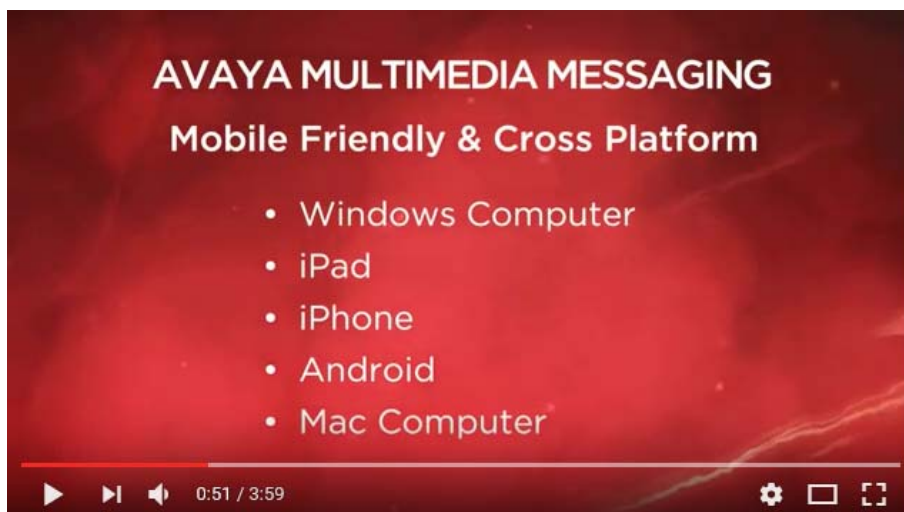 AVAYA MULTIMEDIA MESSAGING
Mobile Friendly & Cross Platform
• Windows Computer
• iPad
• iPhone
• Android
• Mac Computer
0:51 / 3:59